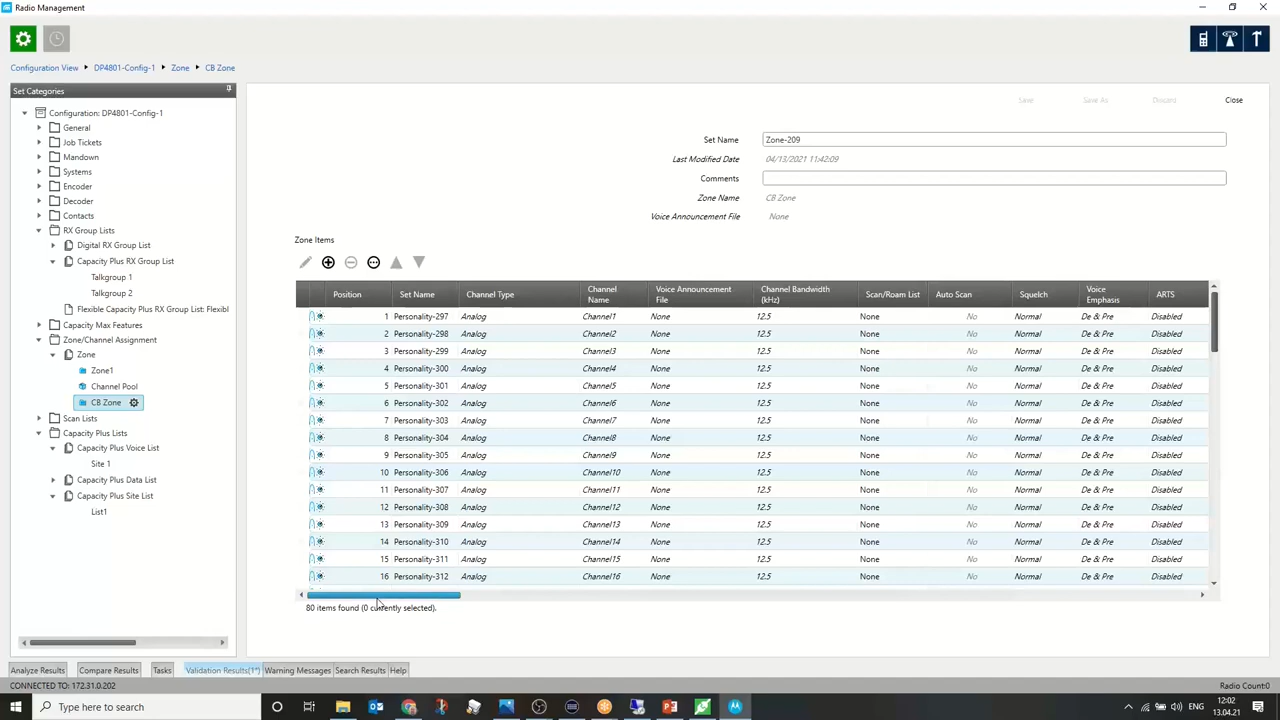 Radio Management
Configuration View DP4801-Config-1 Zone CB Zone
Set Categories
Configuration: DP4801-Config-1
General
Job Tickets
Mandown
Systems
Encoder
Decoder
Contacts
RX Group Lists
Digital RX Group List
Capacity Plus RX Group List
Talkgroup 1
Talkgroup 2
Flexible Capacity Plus RX Group List: Flexibl
Capacity Max Features
Zone/Channel Assignment
Zone
Zone1
Channel Pool
CB Zone
Scan Lists
Capacity Plus Lists
Capacity Plus Voice List
Site 1
Capacity Plus Data List
Capacity Plus Site List
List1
Save Save As Discard Close
Set Name Zone-209
Last Modified Date 04/13/2021 11:42:09
Comments
Zone Name CB Zone
Voice Announcement File None
Zone Items
Position Set Name Channel Type Channel Name Voice Announcement File Channel Bandwidth (kHz) Scan/Roam List Auto Scan Squelch Voice Emphasis ARTS
1 Personality-297 Analog Channel1 None 12.5 None No Normal De & Pre Disabled
2 Personality-298 Analog Channel2 None 12.5 None No Normal De & Pre Disabled
3 Personality-299 Analog Channel3 None 12.5 None No Normal De & Pre Disabled
4 Personality-300 Analog Channel4 None 12.5 None No Normal De & Pre Disabled
5 Personality-301 Analog Channel5 None 12.5 None No Normal De & Pre Disabled
6 Personality-302 Analog Channel6 None 12.5 None No Normal De & Pre Disabled
7 Personality-303 Analog Channel7 None 12.5 None No Normal De & Pre Disabled
8 Personality-304 Analog Channel8 None 12.5 None No Normal De & Pre Disabled
9 Personality-305 Analog Channel9 None 12.5 None No Normal De & Pre Disabled
10 Personality-306 Analog Channel10 None 12.5 None No Normal De & Pre Disabled
11 Personality-307 Analog Channel11 None 12.5 None No Normal De & Pre Disabled
12 Personality-308 Analog Channel12 None 12.5 None No Normal De & Pre Disabled
13 Personality-309 Analog Channel13 None 12.5 None No Normal De & Pre Disabled
14 Personality-310 Analog Channel14 None 12.5 None No Normal De & Pre Disabled
15 Personality-311 Analog Channel15 None 12.5 None No Normal De & Pre Disabled
16 Personality-312 Analog Channel16 None 12.5 None No Normal De & Pre Disabled
80 items found (0 currently selected).
Analyze Results Compare Results Tasks Validation Results(1*) Warning Messages Search Results Help
CONNECTED TO: 172.31.0.202 Radio Count:0
Type here to search ENG 12:02
13.04.21